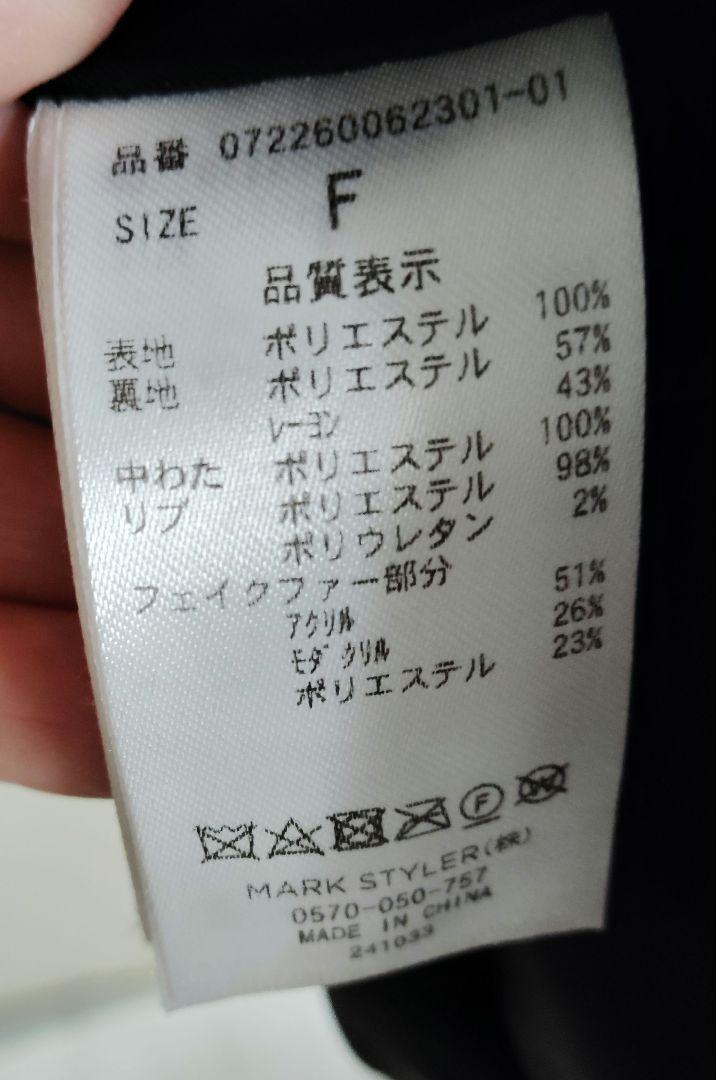 品番 072260062301-01
SIZE F
品質表示
表地 ポリエステル 100%
裏地 ポリエステル 57%
レーヨン 43%
中わた ポリエステル 100%
リブ ポリエステル 98%
ポリウレタン 2%
フェイクファー部分
アクリル 51%
モダクリル 26%
ポリエステル 23%
F W
MARK STYLER(株)
0570-050-757
MADE IN CHINA
241033